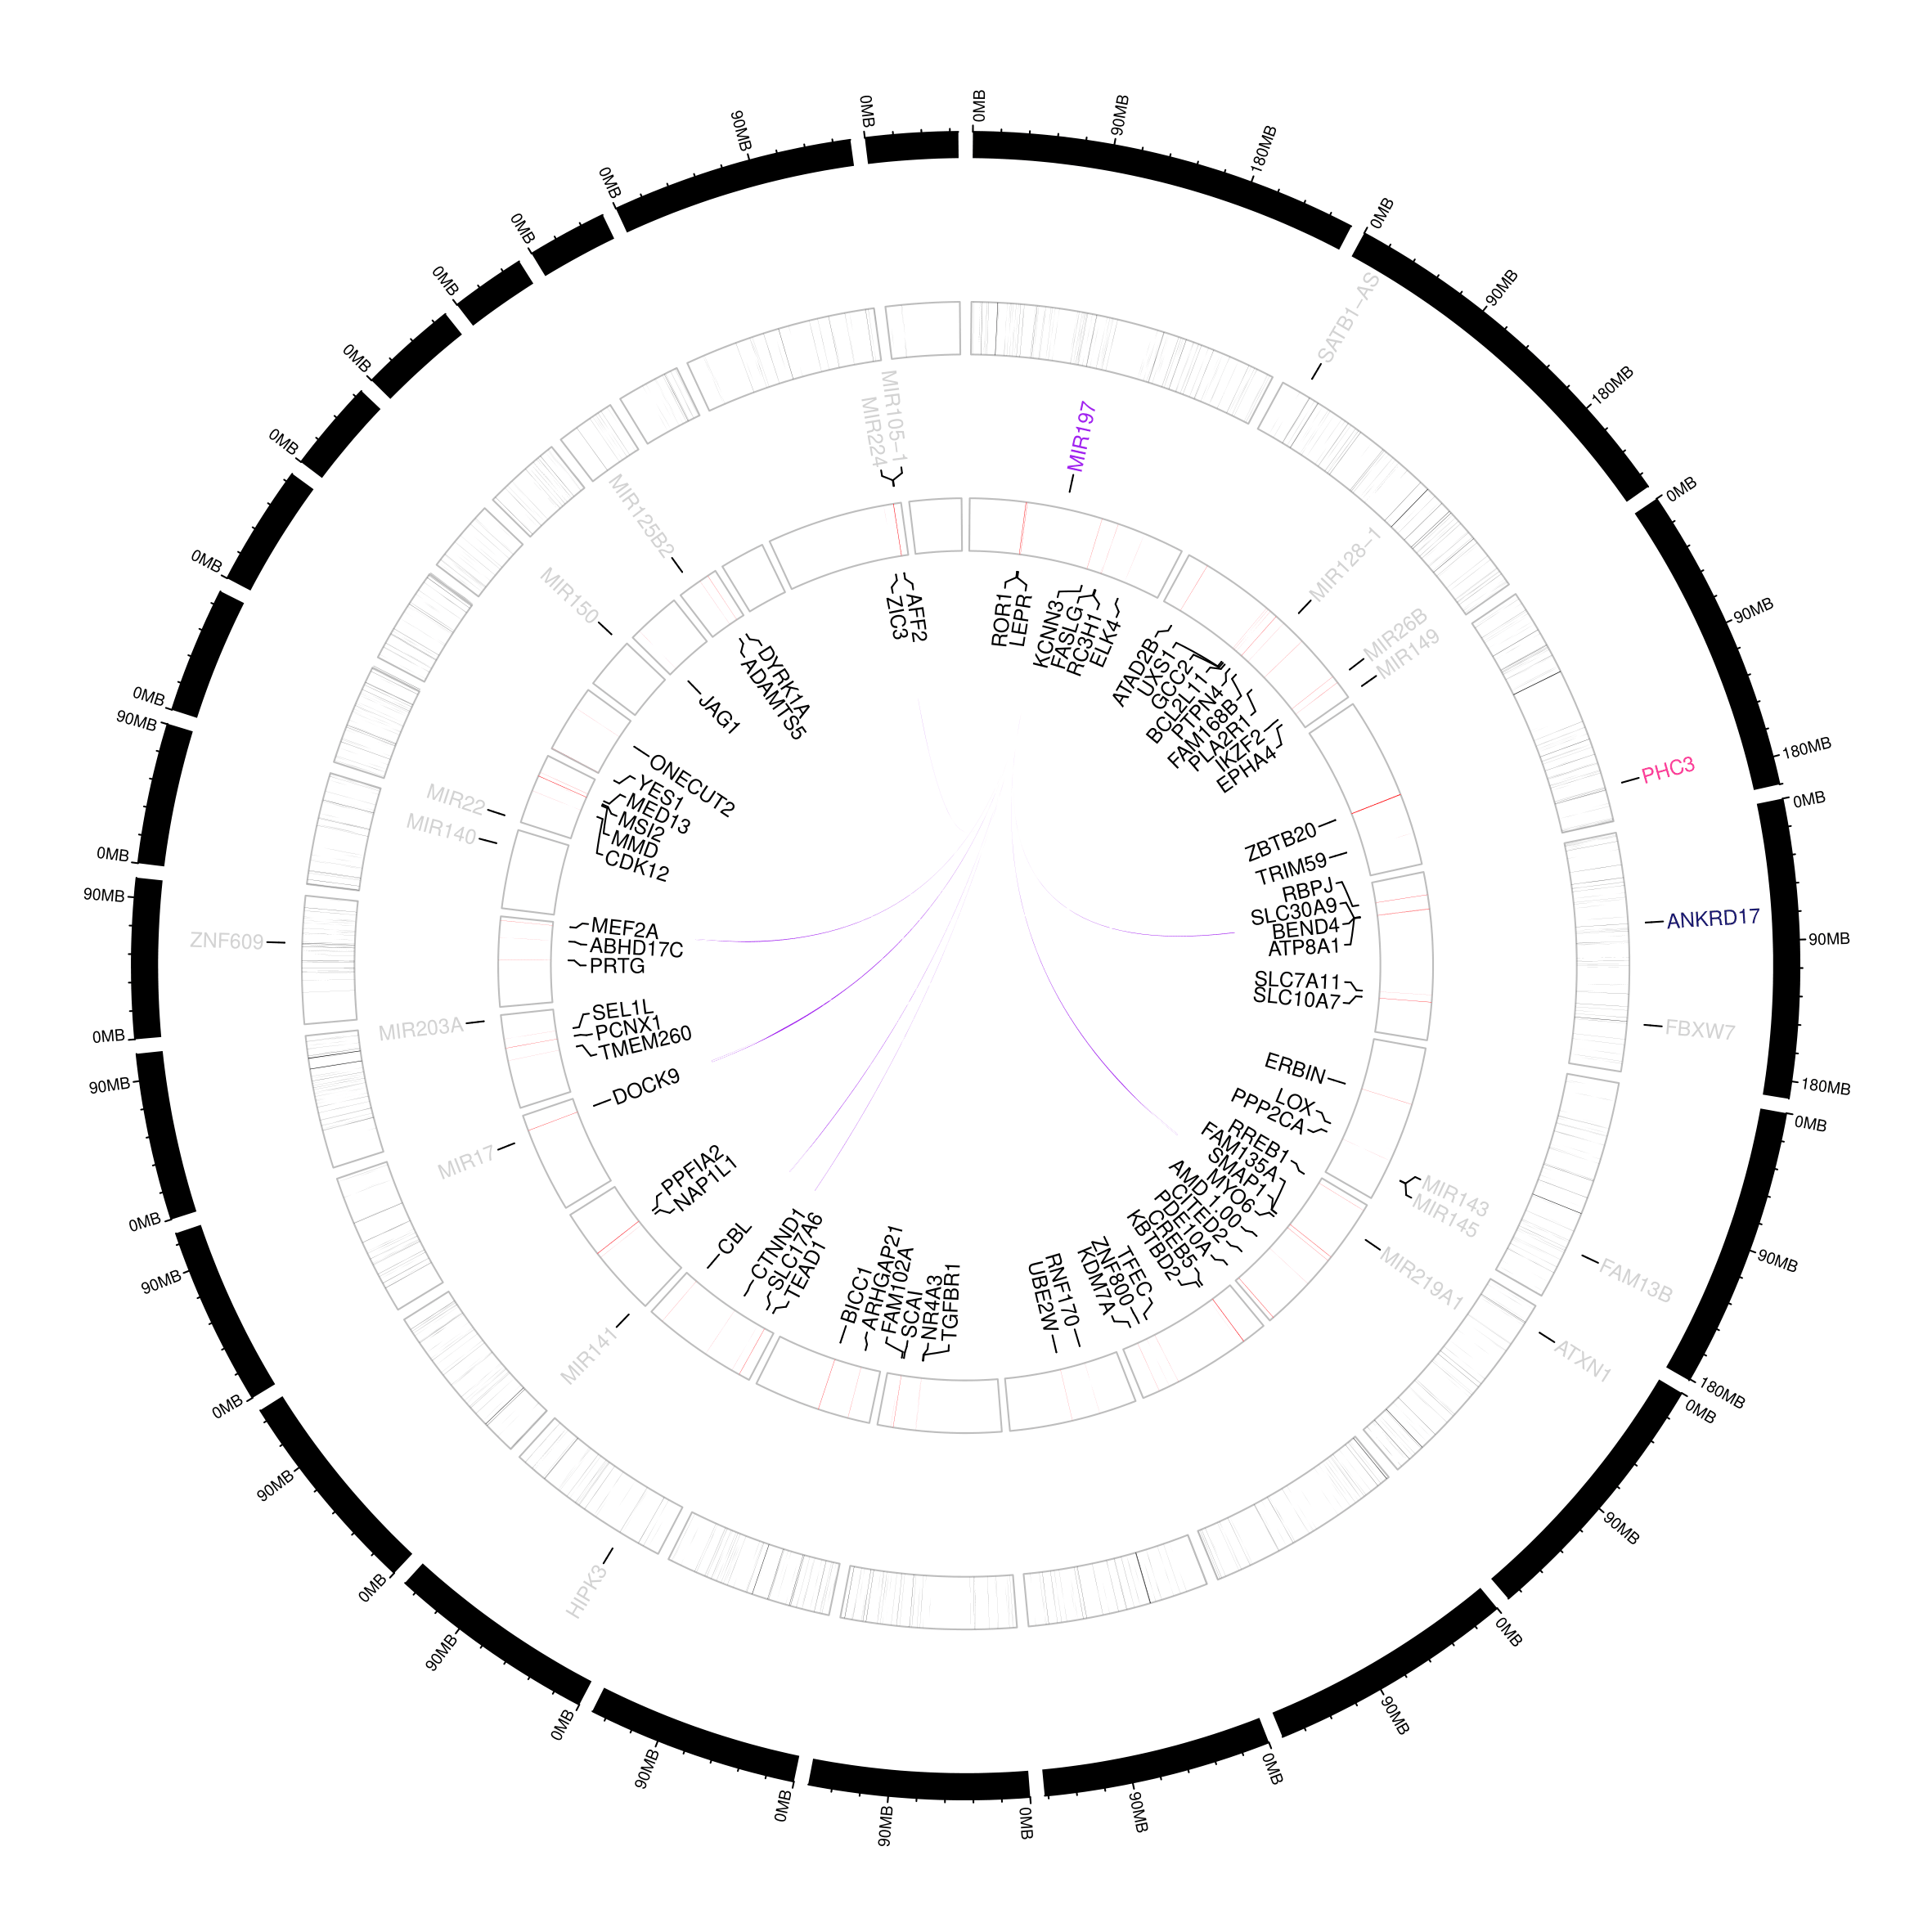 0MB
90MB
180MB
0MB
90MB
180MB
0MB
90MB
180MB
0MB
90MB
180MB
0MB
90MB
180MB
0MB
90MB
0MB
90MB
0MB
90MB
0MB
90MB
0MB
90MB
0MB
90MB
0MB
90MB
0MB
90MB
0MB
90MB
0MB
90MB
0MB
0MB
0MB
0MB
0MB
0MB
0MB
90MB
0MB
SATB1-AS
PHC3
ANKRD17
FBXW7
FAM13B
ATXN1
HIPK3
ZNF609
MIR197
MIR128-1
MIR26B
MIR149
MIR143
MIR145
MIR219A1
MIR141
MIR17
MIR203A
MIR140
MIR22
MIR150
MIR125B2
MIR224
MIR105-1
ROR1
LEPR
KCNN3
FASLG
RC3H1
ELK4
ATAD2B
UXS1
GCC2
BCL2L11
PTPN4
FAM168B
PLA2R1
IKZF2
EPHA4
ZBTB20
TRIM59
RBPJ
SLC30A9
BEND4
ATP8A1
SLC7A11
SLC10A7
ERBIN
LOX
PPP2CA
RREB1
FAM135A
SMAP1
MYO6
AMD 1.00
CITED2
PDE10A
CREB5
KBTBD2
TFEC
ZNF800
KDM7A
RNF170
UBE2W
TGFBR1
NR4A3
SCAI
FAM102A
ARHGAP21
BICC1
TEAD1
SLC17A6
CTNND1
CBL
NAP1L1
PPFIA2
DOCK9
TMEM260
PCNX1
SEL1L
PRTG
ABHD17C
MEF2A
CDK12
MMD
MSI2
MED13
YES1
ONECUT2
JAG1
ADAMTS5
DYRK1A
ZIC3
AFF2